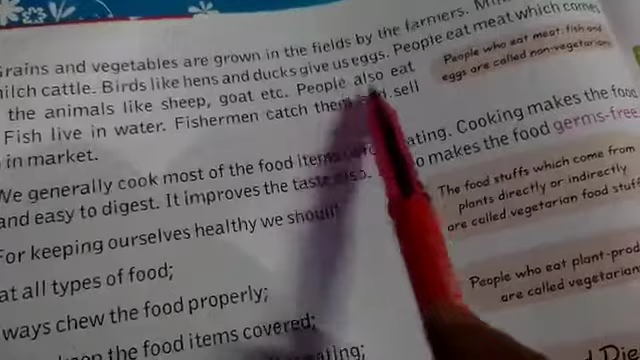 Grains and vegetables are grown in the fields by the farmers.
milch cattle. Birds like hens and ducks give us eggs. People eat meat which comes
the animals like sheep, goat etc. People also eat
Fish live in water. Fishermen catch them sell
in market.
People who eat meat, fish and
eggs are called non-vegetarian
We generally cook most of the food items eating. Cooking makes the food
and easy to digest. It improves the taste also. makes the food germs-free
For keeping ourselves healthy we should
at all types of food;
ways chew the food properly;
the food items covered;
eating;
The food stuffs which come from
plants directly or indirectly
are called vegetarian food stuff
People who eat plant-prod
are called vegetarian